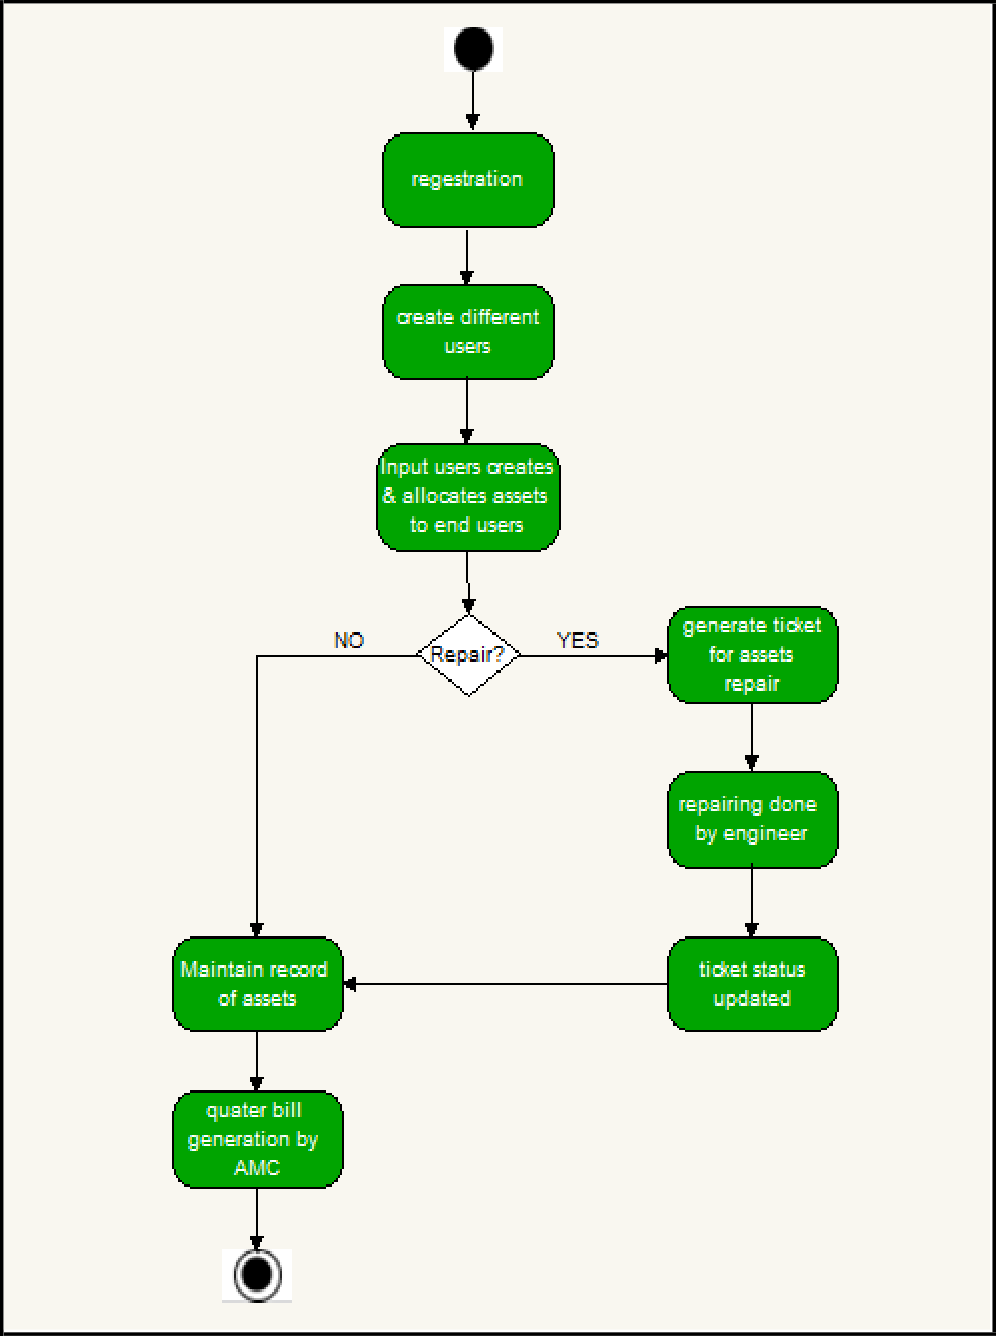 regestration
create different
users
Input users creates
& allocates assets
to end users
NO
Repair?
YES
generate ticket
for assets
repair
repairing done
by engineer
Maintain record
of assets
ticket status
updated
quater bill
generation by
AMC